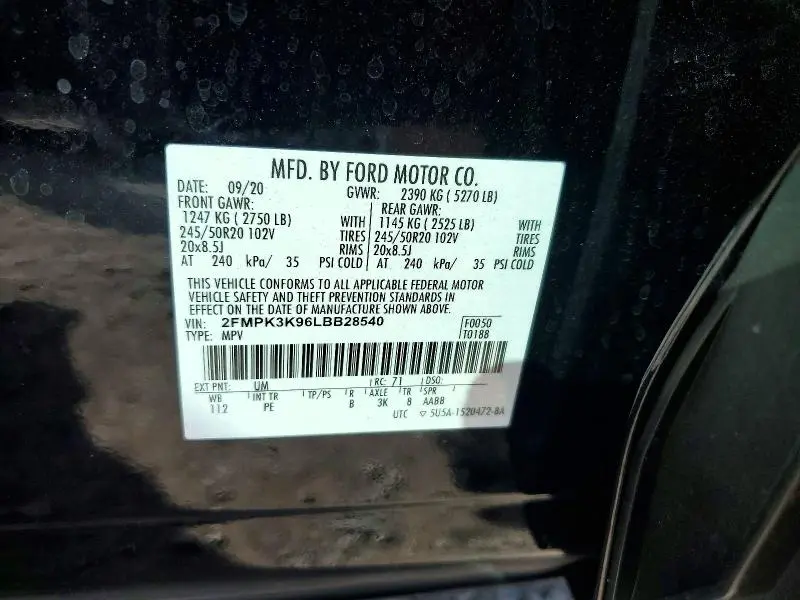 MFD. BY FORD MOTOR CO.
DATE: 09/20 GVWR: 2390 KG ( 5270 LB)
FRONT GAWR: REAR GAWR:
1247 KG ( 2750 LB) WITH 1145 KG ( 2525 LB) WITH
245/50R20 102V TIRES 245/50R20 102V TIRES
20x8.5J RIMS 20x8.5J RIMS
AT 240 kPa/ 35 PSI COLD AT 240 kPa/ 35 PSI COLD
THIS VEHICLE CONFORMS TO ALL APPLICABLE FEDERAL MOTOR
VEHICLE SAFETY AND THEFT PREVENTION STANDARDS IN
EFFECT ON THE DATE OF MANUFACTURE SHOWN ABOVE.
VIN: 2FMPK3K96LBB28540 F0050
TYPE: MPV T0188
EXT PNT: UM RC: 71 DSO:
WB INT TR TP/PS R AXLE TR SPR
112 PE B 3K 8 AABB
UTC ▽ 5U5A-1520472-BA